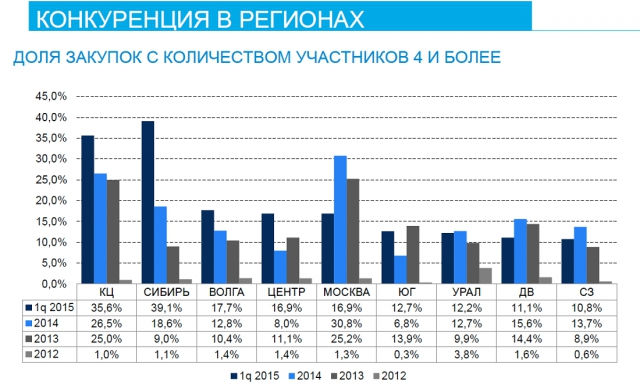 КОНКУРЕНЦИЯ В РЕГИОНАХ
ДОЛЯ ЗАКУПОК С КОЛИЧЕСТВОМ УЧАСТНИКОВ 4 И БОЛЕЕ
45,0%
40,0%
35,0%
30,0%
25,0%
20,0%
15,0%
10,0%
5,0%
0,0%
КЦ СИБИРЬ ВОЛГА ЦЕНТР МОСКВА ЮГ УРАЛ ДВ СЗ
1q 2015 35,6% 39,1% 17,7% 16,9% 16,9% 12,7% 12,2% 11,1% 10,8%
2014 26,5% 18,6% 12,8% 8,0% 30,8% 6,8% 12,7% 15,6% 13,7%
2013 25,0% 9,0% 10,4% 11,1% 25,2% 13,9% 9,9% 14,4% 8,9%
2012 1,0% 1,1% 1,4% 1,4% 1,3% 0,3% 3,8% 1,6% 0,6%
1q 2015 2014 2013 2012